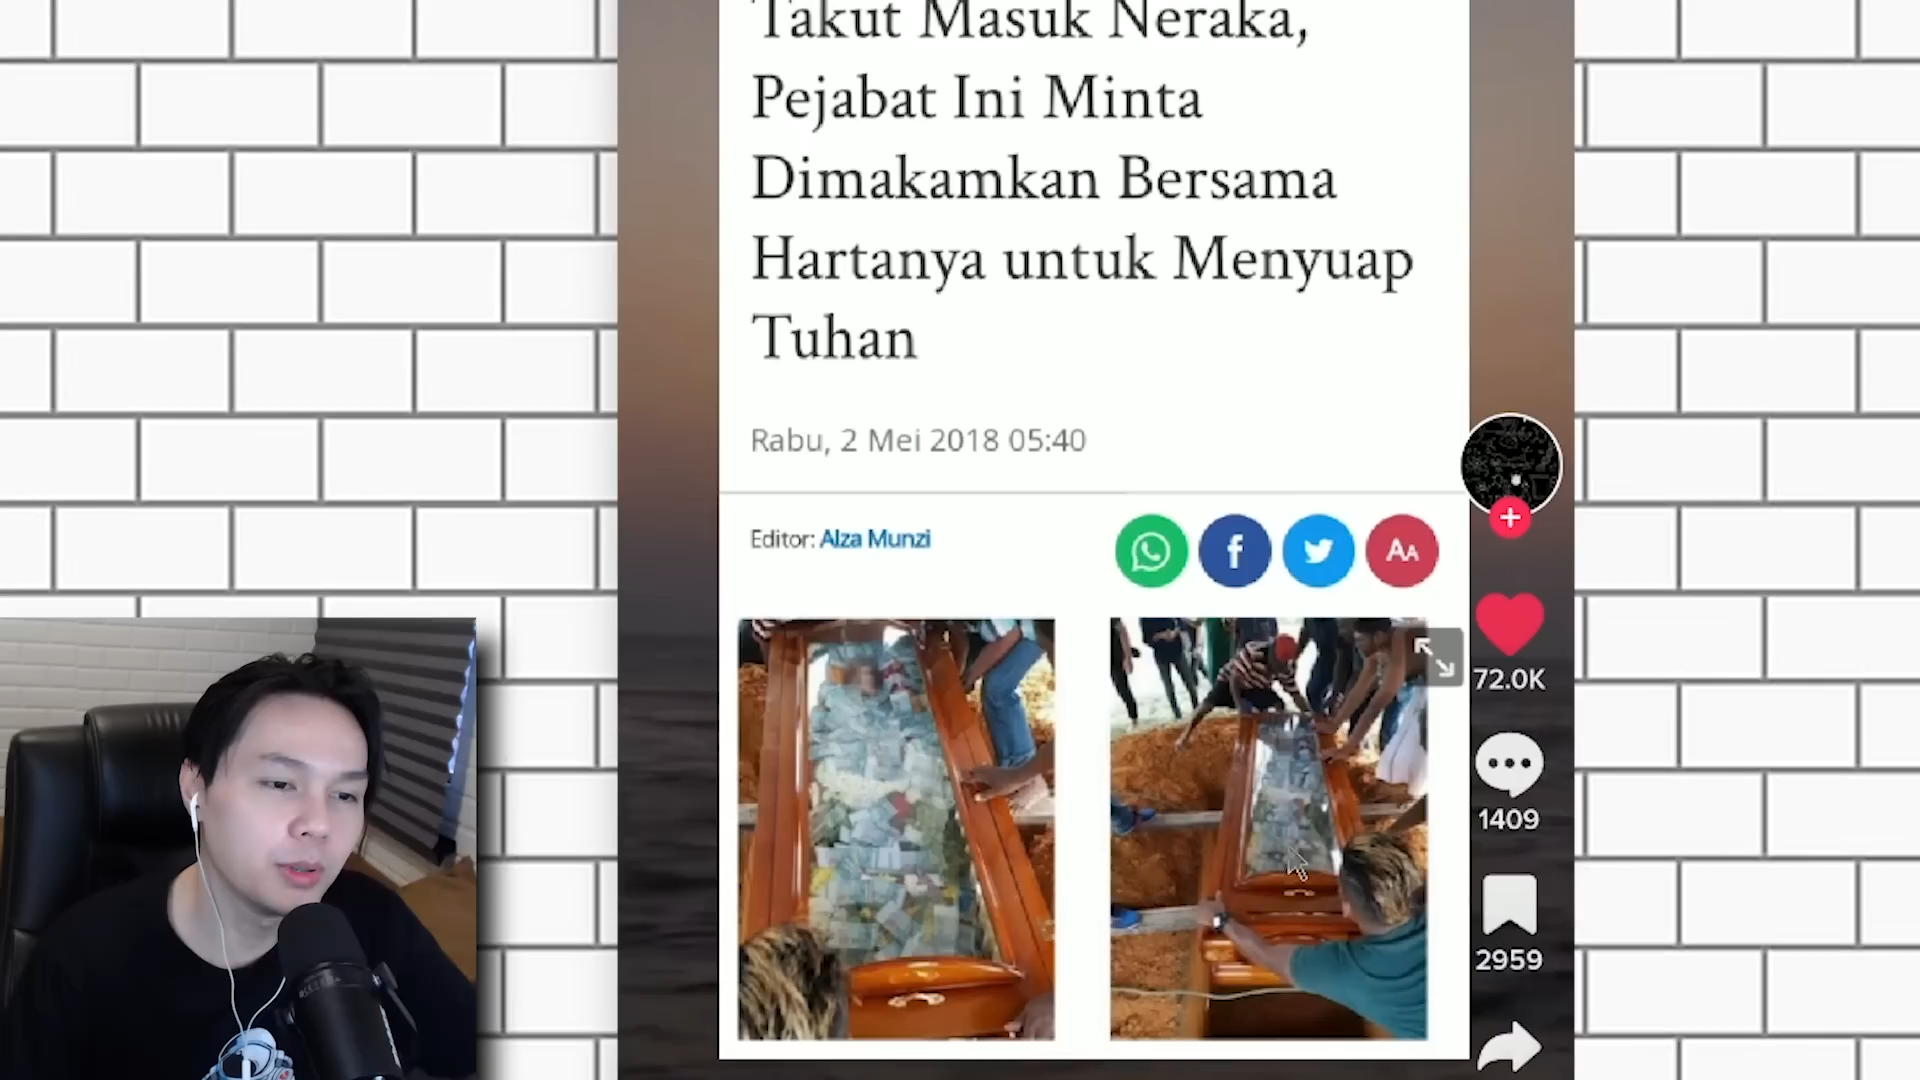 Takut Masuk Neraka,
Pejabat Ini Minta
Dimakamkan Bersama
Hartanya untuk Menyuap
Tuhan
Rabu, 2 Mei 2018 05:40
Editor: Alza Munzi
f
AA
72.0K
1409
2959